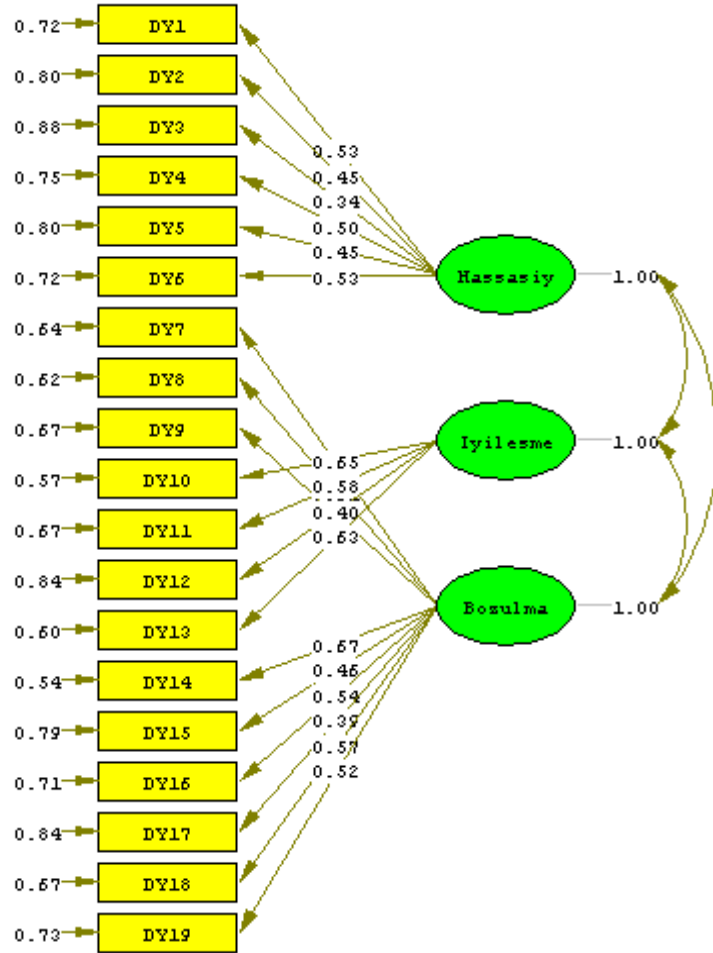 0.72 DY1
0.80 DY2
0.88 DY3
0.53
0.45
0.75 DY4 0.34
0.50
0.80 DY5 0.45
0.72 DY6 0.53 Hassasiy 1.00
0.64 DY7
0.62 DY8
0.67 DY9
Iyilesme 1.00
0.65
0.57 DY10 0.58
0.40
0.67 DY11 0.63
0.84 DY12
Bozulma 1.00
0.60 DY13
0.67
0.54 DY14 0.46
0.54
0.79 DY15 0.39
0.57
0.71 DY16 0.52
0.84 DY17
0.67 DY18
0.73 DY19